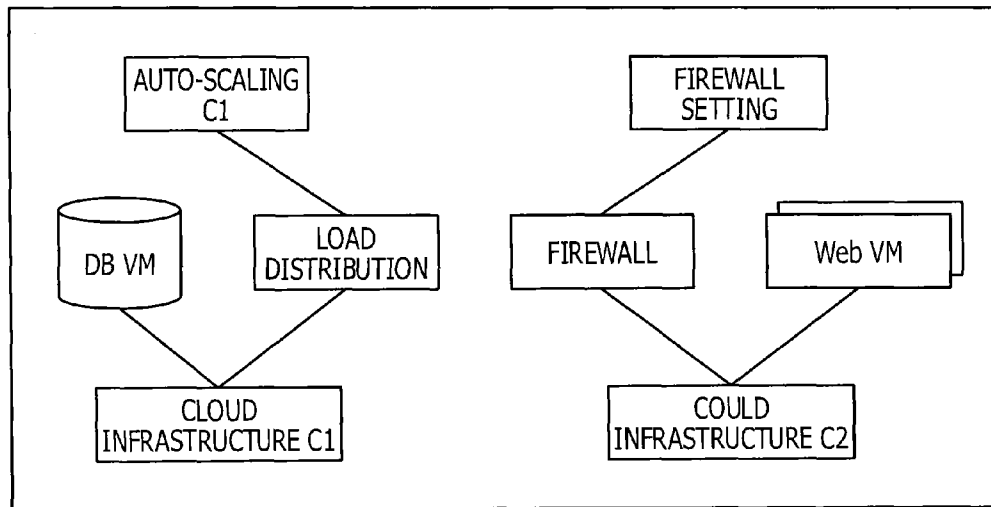 AUTO-SCALING
C1
FIREWALL
SETTING
DB VM
LOAD
DISTRIBUTION
FIREWALL
Web VM
CLOUD
INFRASTRUCTURE C1
COULD
INFRASTRUCTURE C2